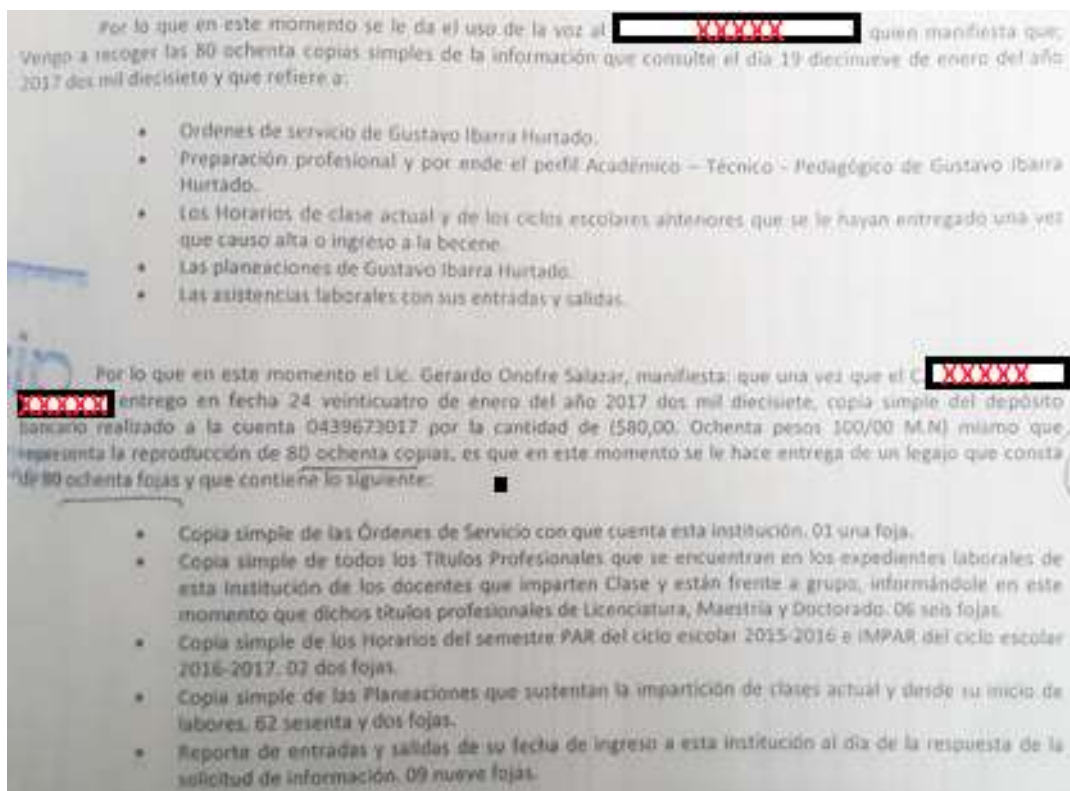 Por lo que en este momento se le da el uso de la voz al XXXXX quien manifiesta que;
Vengo a recoger las 80 ochenta copias simples de la información que consulte el día 19 diecinueve de enero del año
2017 dos mil diecisiete y que refiere a:
• Ordenes de servicio de Gustavo Ibarra Hurtado.
• Preparación profesional y por ende el perfil Académico – Técnico - Pedagógico de Gustavo Ibarra
Hurtado.
• Los Horarios de clase actual y de los ciclos escolares anteriores que se le hayan entregado una vez
que causo alta o ingreso a la becene.
• Las planeaciones de Gustavo Ibarra Hurtado.
• Las asistencias laborales con sus entradas y salidas.
Por lo que en este momento el Lic. Gerardo Onofre Salazar, manifiesta: que una vez que el C. XXXXX
XXXXX entrego en fecha 24 veinticuatro de enero del año 2017 dos mil diecisiete, copia simple del depósito
bancario realizado a la cuenta 0439673017 por la cantidad de ($80,00. Ochenta pesos 100/00 M.N) mismo que
representa la reproducción de 80 ochenta copias, es que en este momento se le hace entrega de un legajo que consta
de 80 ochenta fojas y que contiene lo siguiente:
• Copia simple de las Órdenes de Servicio con que cuenta esta institución. 01 una foja.
• Copia simple de todos los Títulos Profesionales que se encuentran en los expedientes laborales de
esta Institución de los docentes que imparten Clase y están frente a grupo, informándole en este
momento que dichos títulos profesionales de Licenciatura, Maestría y Doctorado. 06 seis fojas.
• Copia simple de los Horarios del semestre PAR del ciclo escolar 2015-2016 e IMPAR del ciclo escolar
2016-2017. 02 dos fojas.
• Copia simple de las Planeaciones que sustentan la impartición de clases actual y desde su inicio de
labores. 62 sesenta y dos fojas.
• Reporte de entradas y salidas de su fecha de ingreso a esta institución al día de la respuesta de la
solicitud de información. 09 nueve fojas.